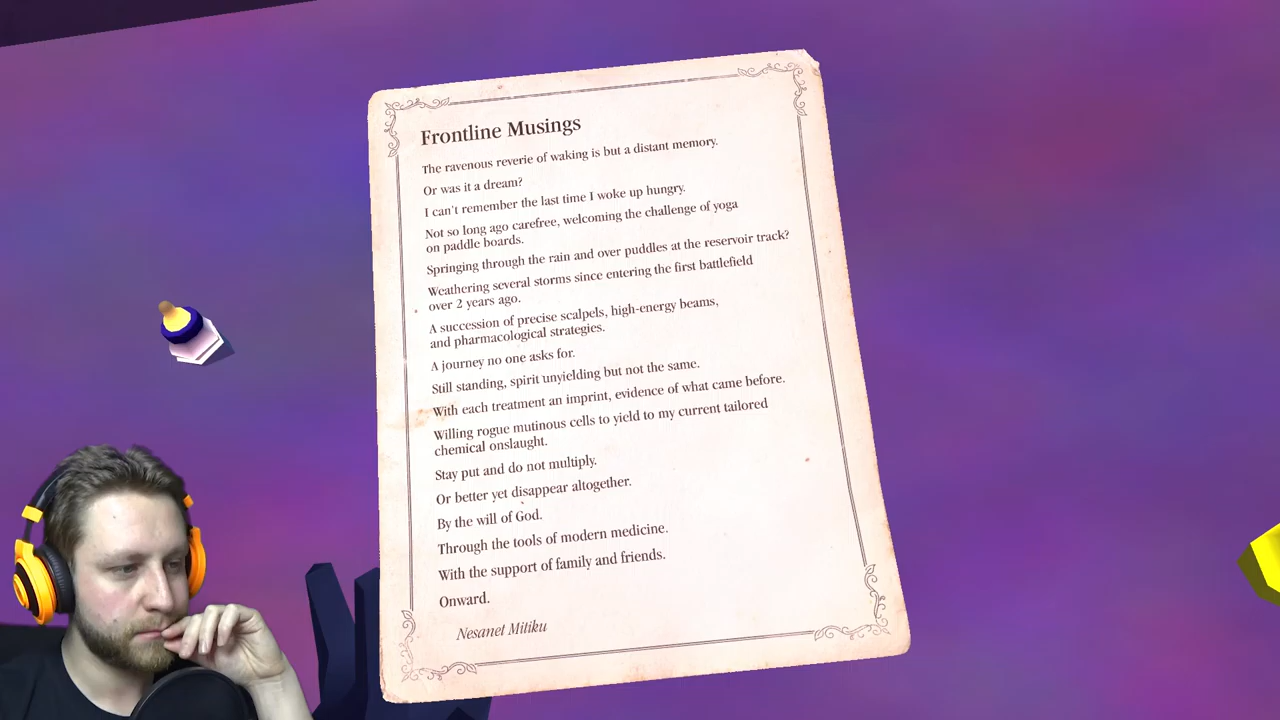 Frontline Musings
The ravenous reverie of waking is but a distant memory.
Or was it a dream?
I can't remember the last time I woke up hungry.
Not so long ago carefree, welcoming the challenge of yoga
on paddle boards.
Springing through the rain and over puddles at the reservoir track?
Weathering several storms since entering the first battlefield
over 2 years ago.
A succession of precise scalpels, high-energy beams,
and pharmacological strategies.
A journey no one asks for.
Still standing, spirit unyielding but not the same.
With each treatment an imprint, evidence of what came before.
Willing rogue mutinous cells to yield to my current tailored
chemical onslaught.
Stay put and do not multiply.
Or better yet disappear altogether.
By the will of God.
Through the tools of modern medicine.
With the support of family and friends.
Onward.
Nesanet Mitiku